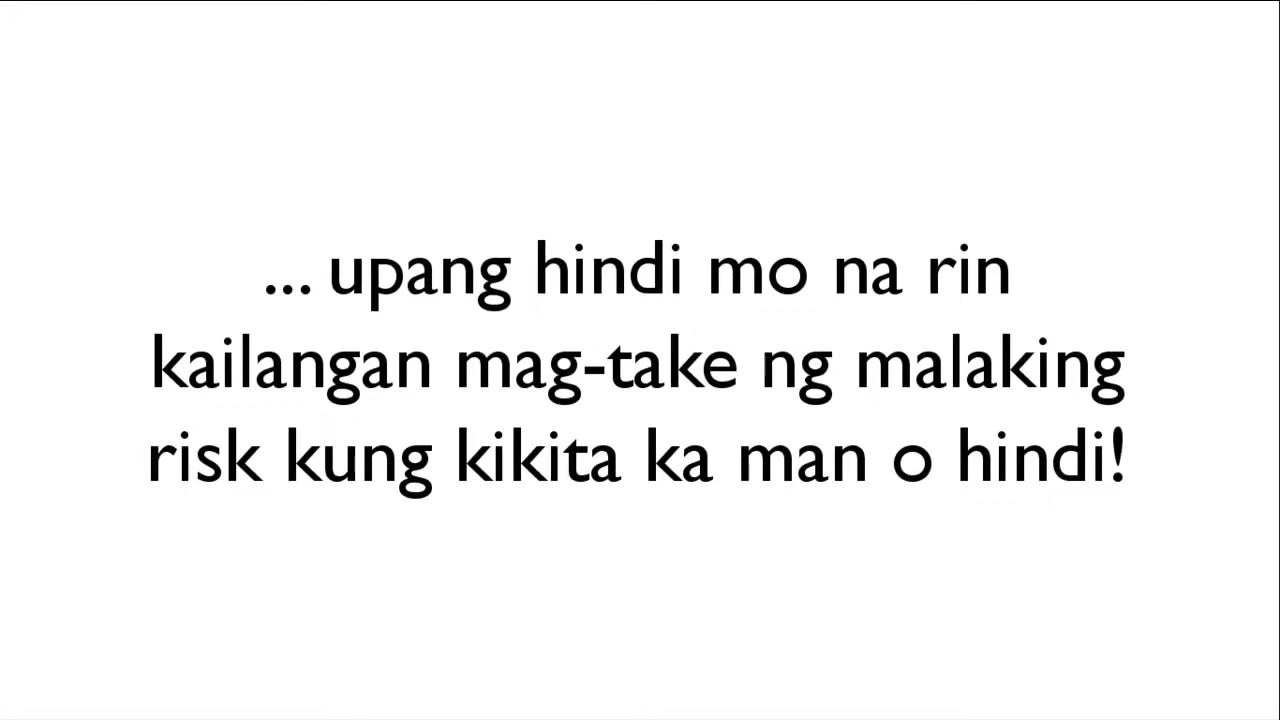 ... upang hindi mo na rin
kailangan mag-take ng malaking
risk kung kikita ka man o hindi!